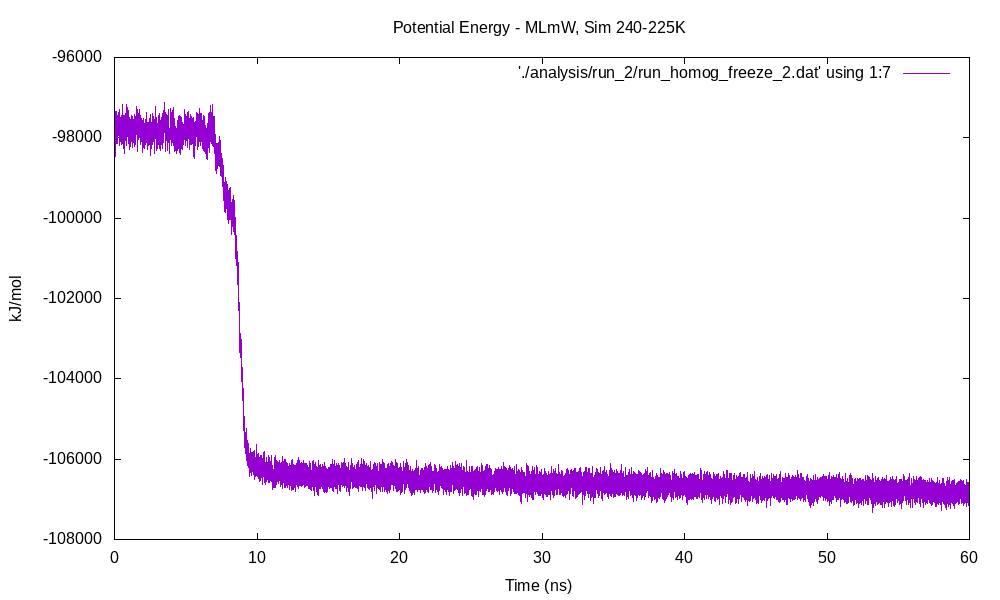 Potential Energy - MLmW, Sim 240-225K
'./analysis/run_2/run_homog_freeze_2.dat' using 1:7
-96000
-98000
-100000
-102000
-104000
-106000
-108000
kJ/mol
0 10 20 30 40 50 60
Time (ns)